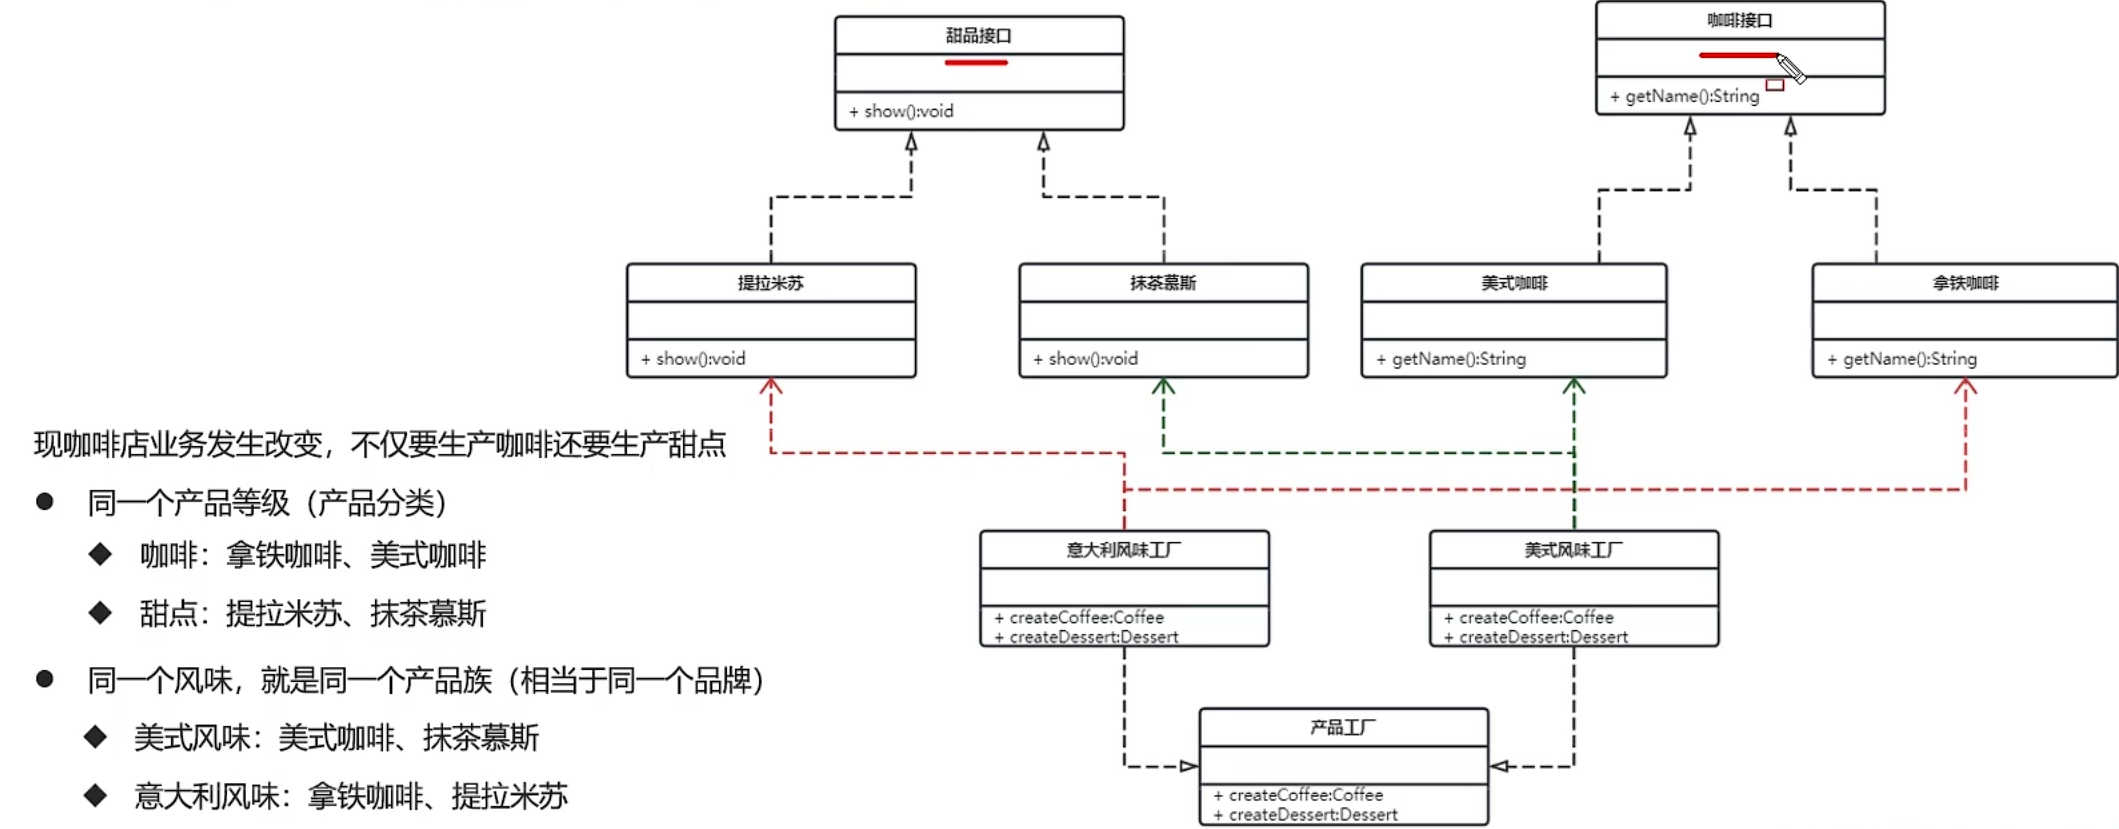 甜品接口
+ show():void
咖啡接口
+ getName():String
提拉米苏
+ show():void
抹茶慕斯
+ show():void
美式咖啡
+ getName():String
拿铁咖啡
+ getName():String
现咖啡店业务发生改变，不仅要生产咖啡还要生产甜点
● 同一个产品等级（产品分类）
◆ 咖啡：拿铁咖啡、美式咖啡
◆ 甜点：提拉米苏、抹茶慕斯
● 同一个风味，就是同一个产品族（相当于同一个品牌）
◆ 美式风味：美式咖啡、抹茶慕斯
◆ 意大利风味：拿铁咖啡、提拉米苏
意大利风味工厂
+ createCoffee:Coffee
+ createDessert:Dessert
美式风味工厂
+ createCoffee:Coffee
+ createDessert:Dessert
产品工厂
+ createCoffee:Coffee
+ createDessert:Dessert